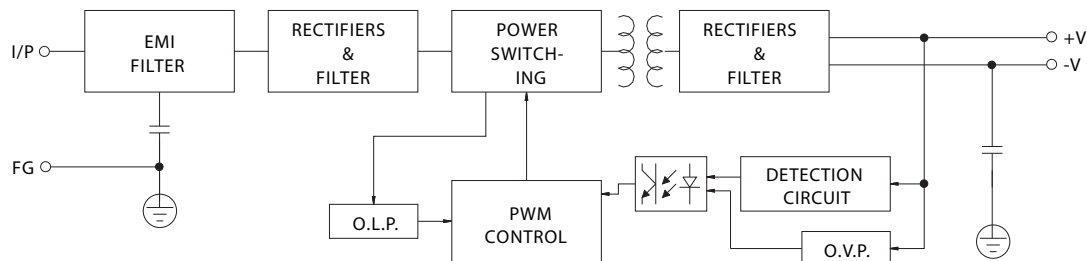 I/P
EMI
FILTER
RECTIFIERS
&
FILTER
POWER
SWITCH-
ING
RECTIFIERS
&
FILTER
+V
-V
FG
O.L.P.
PWM
CONTROL
DETECTION
CIRCUIT
O.V.P.